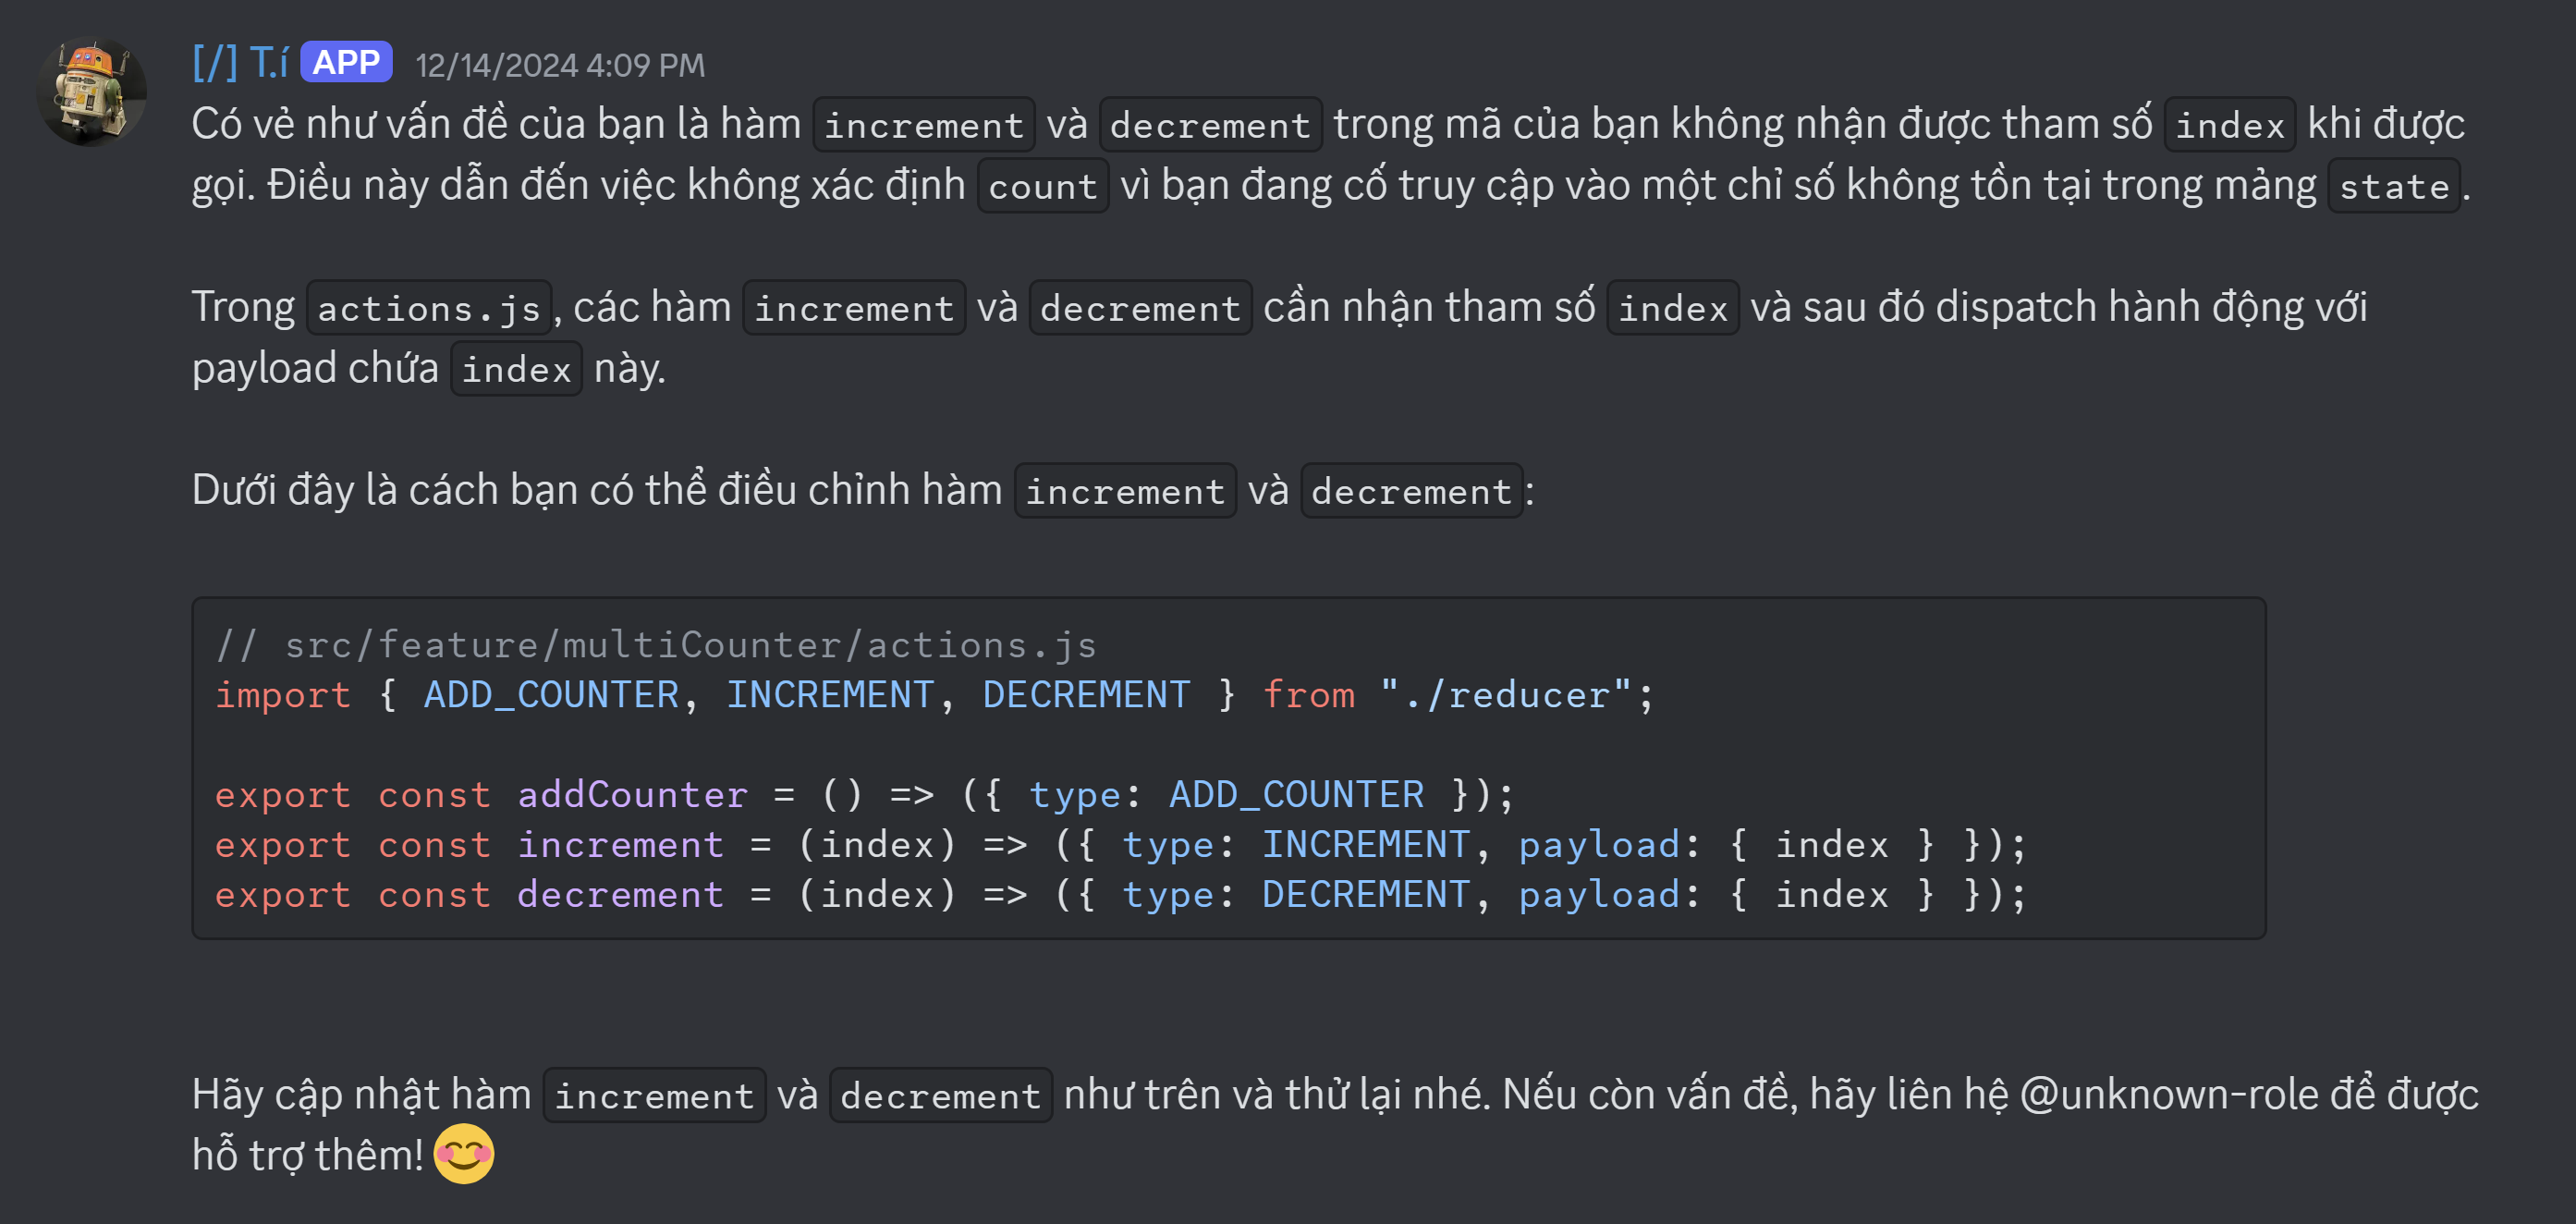 [/] T.í APP 12/14/2024 4:09 PM
Có vẻ như vấn đề của bạn là hàm increment và decrement trong mã của bạn không nhận được tham số index khi được
gọi. Điều này dẫn đến việc không xác định count vì bạn đang cố truy cập vào một chỉ số không tồn tại trong mảng state.
Trong actions.js, các hàm increment và decrement cần nhận tham số index và sau đó dispatch hành động với
payload chứa index này.
Dưới đây là cách bạn có thể điều chỉnh hàm increment và decrement:
// src/feature/multiCounter/actions.js
import { ADD_COUNTER, INCREMENT, DECREMENT } from "./reducer";
export const addCounter = () => ({ type: ADD_COUNTER });
export const increment = (index) => ({ type: INCREMENT, payload: { index } });
export const decrement = (index) => ({ type: DECREMENT, payload: { index } });
Hãy cập nhật hàm increment và decrement như trên và thử lại nhé. Nếu còn vấn đề, hãy liên hệ @unknown-role để được
hỗ trợ thêm! 😊